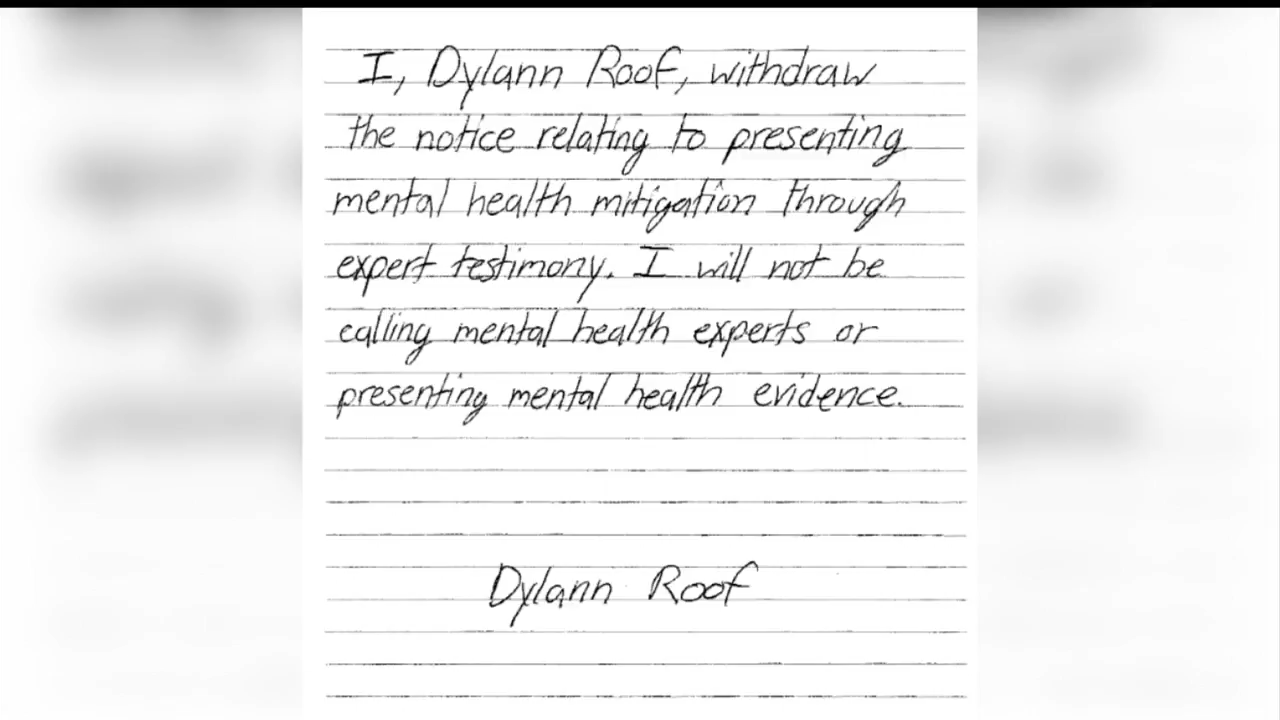 I, Dylann Roof, withdraw
the notice relating to presenting
mental health mitigation through
expert testimony. I will not be
calling mental health experts or
presenting mental health evidence.
Dylann Roof